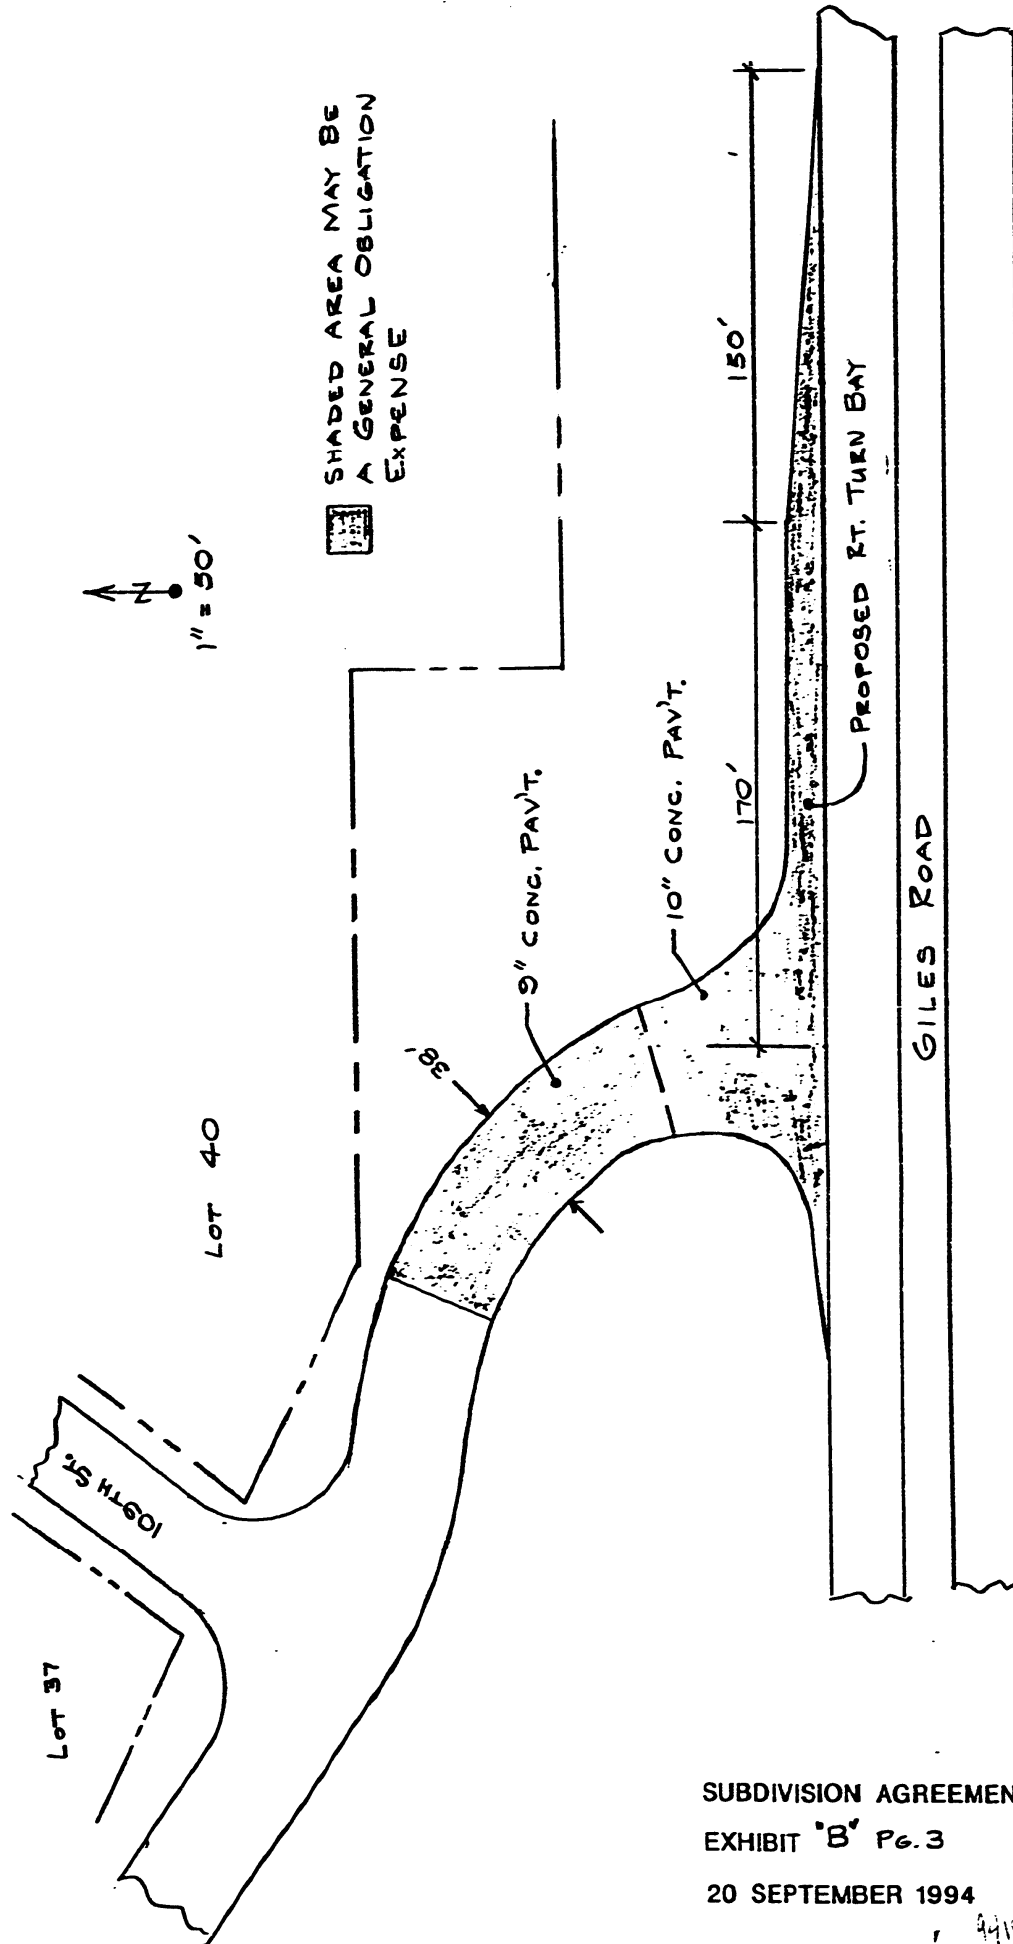 SHADED AREA MAY BE
A GENERAL OBLIGATION
EXPENSE
N
1" = 50'
LOT 40
LOT 37
109TH ST.
38'
9" CONC. PAV'T.
10" CONC. PAV'T.
170'
150'
PROPOSED RT. TURN BAY
GILES ROAD
SUBDIVISION AGREEMEN
EXHIBIT "B" PG. 3
20 SEPTEMBER 1994